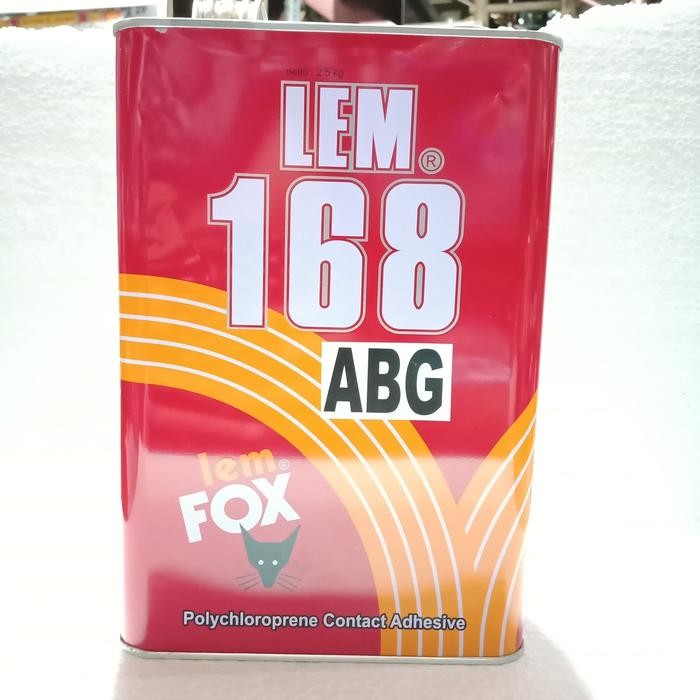 netto : 2,5 kg
LEM®
168
ABG
lem®
FOX
Polychloroprene Contact Adhesive